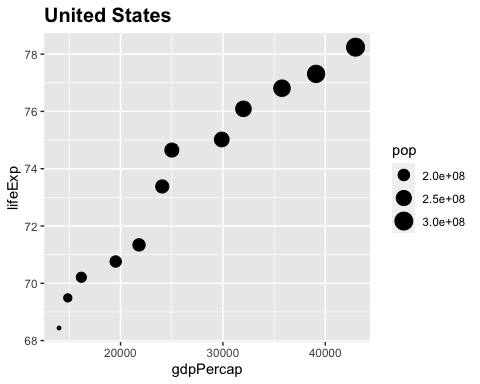 United States
78
76
74
72
70
68
lifeExp
20000
30000
40000
gdpPercap
pop
2.0e+08
2.5e+08
3.0e+08